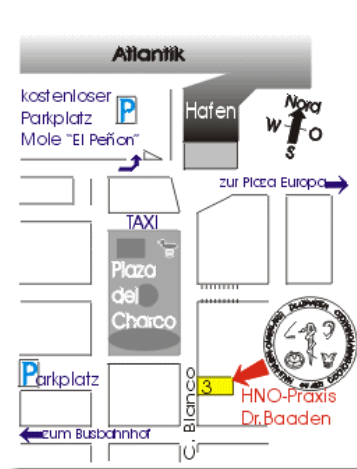 Atlantik
kostenloser
Parkplatz
Mole "El Peñon"
P
Hafen
Nord
W O
S
zur Plaza Europa
TAXI
Plaza
del
Charco
Parkplatz
3
C. Blanco
HNO-Praxis
Dr.Baaden
zum Busbahnhof